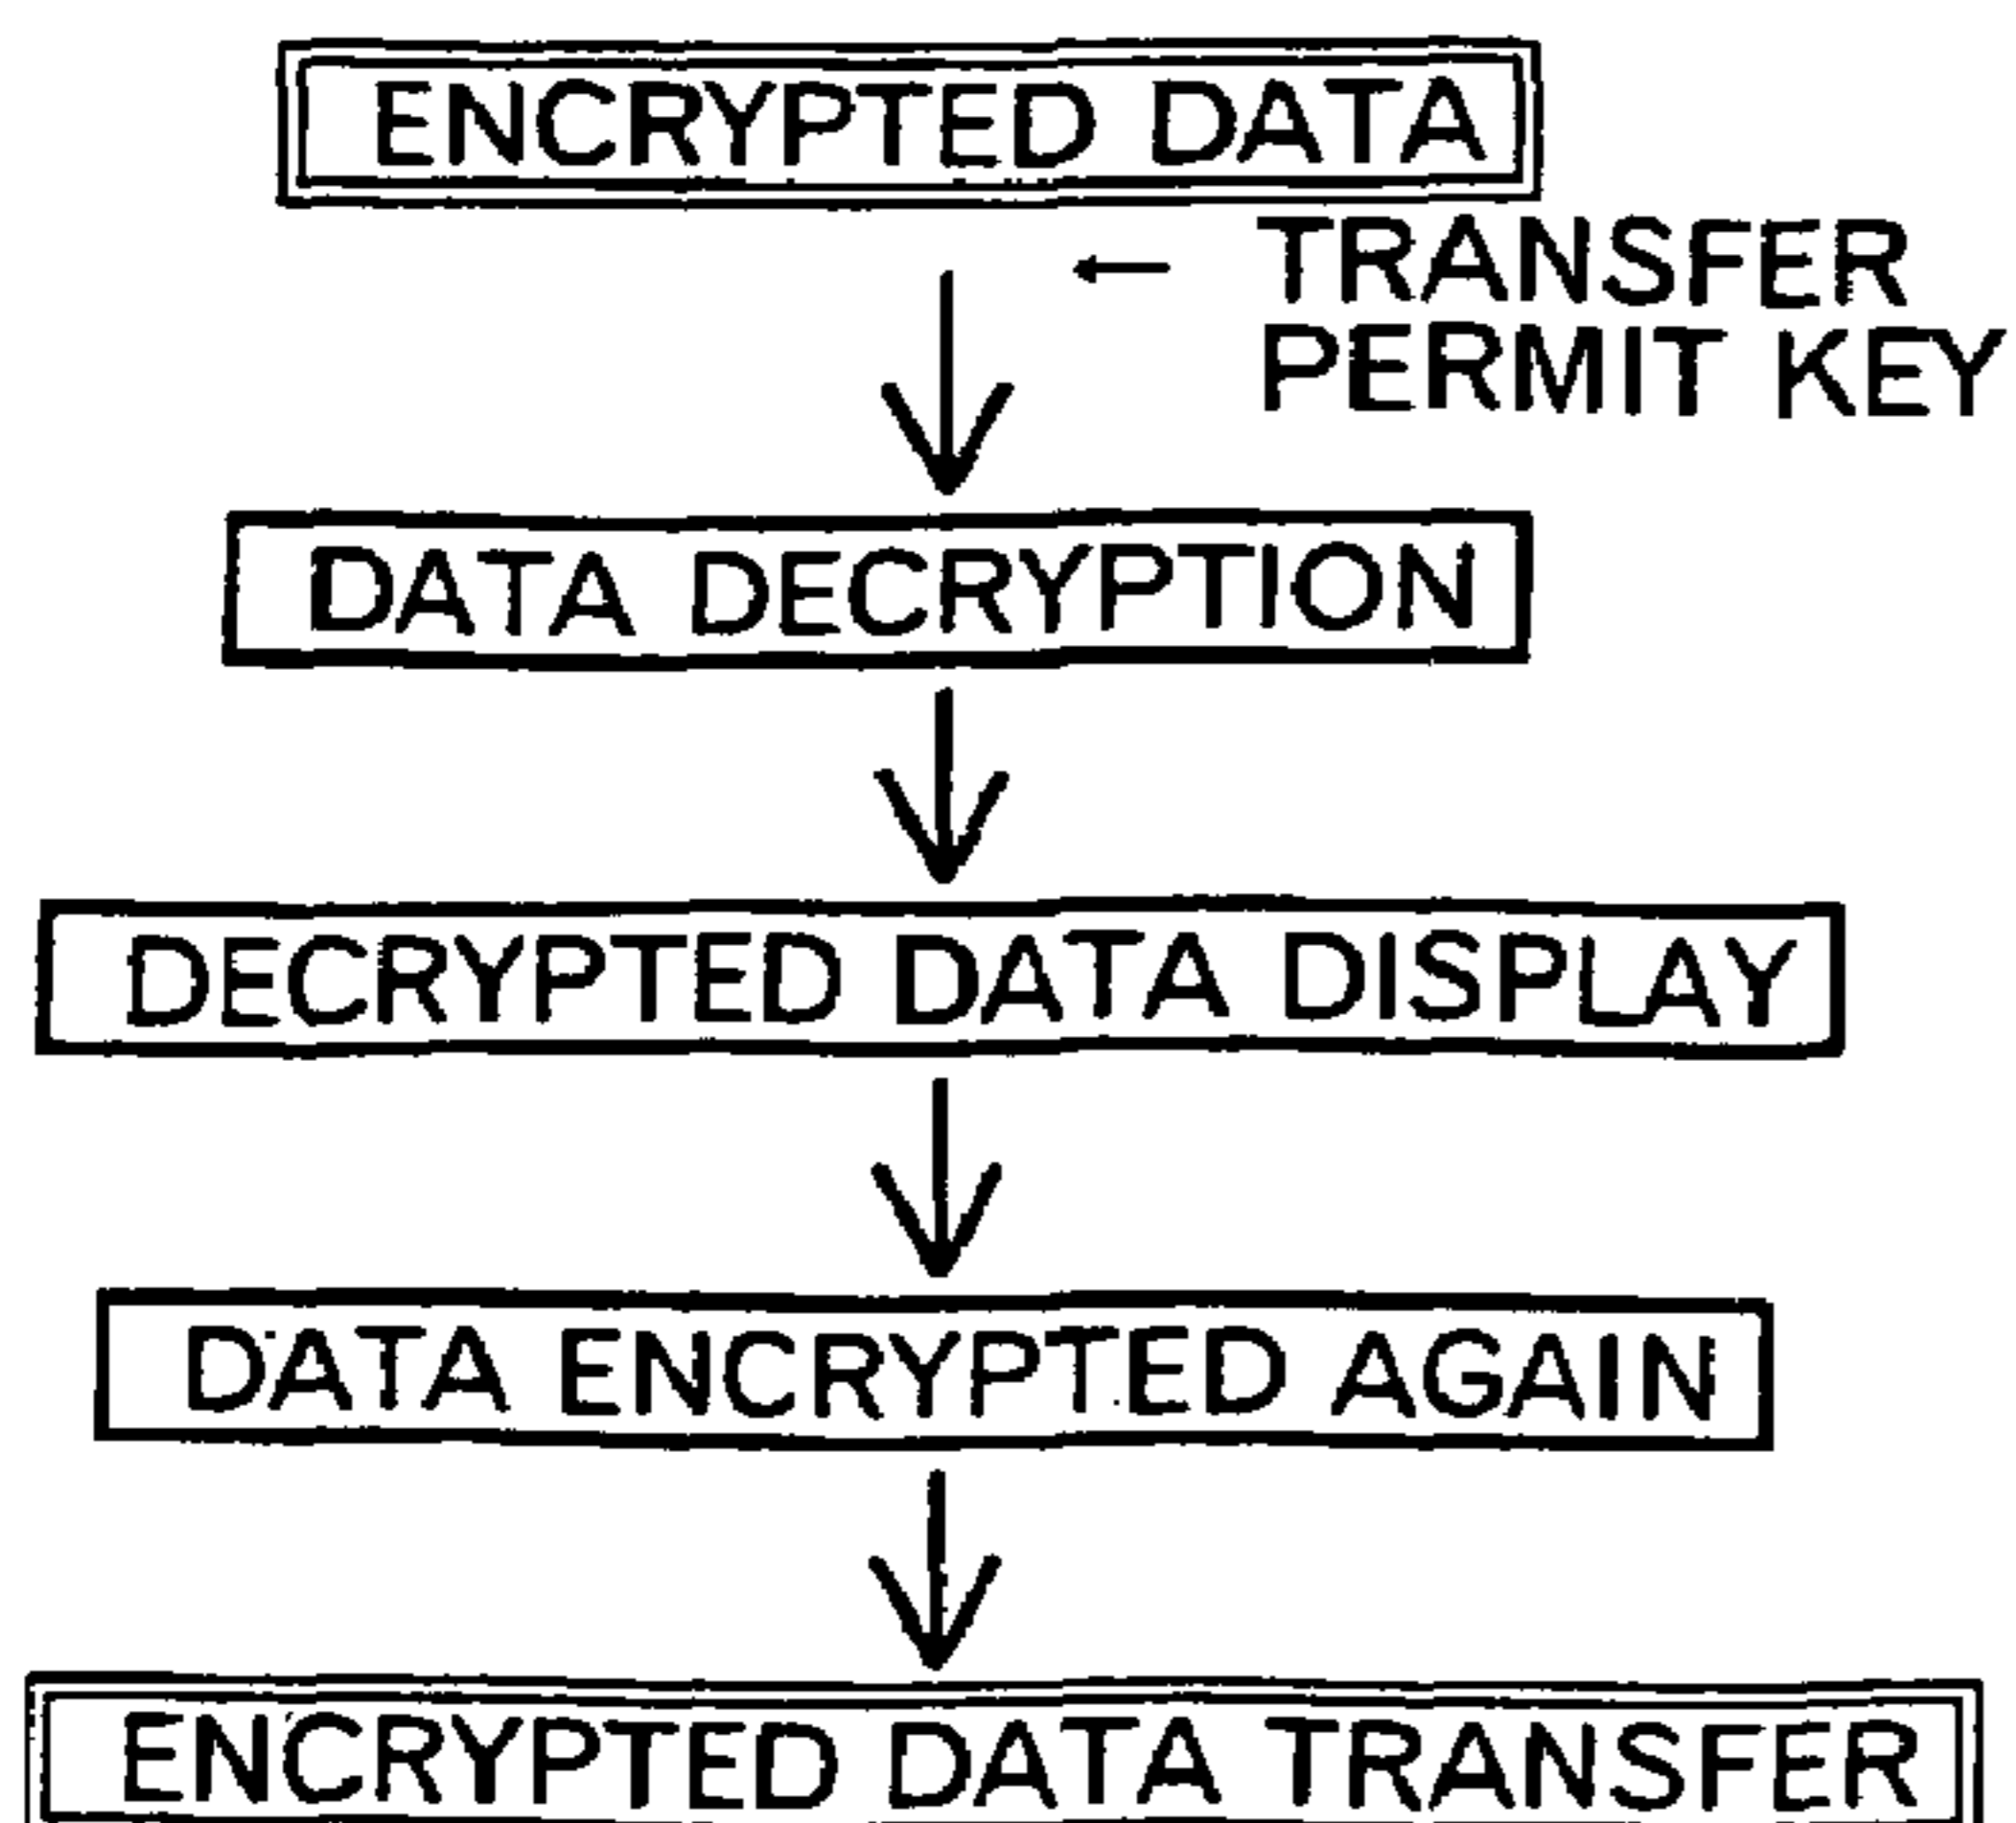 ENCRYPTED DATA
TRANSFER
PERMIT KEY
DATA DECRYPTION
DECRYPTED DATA DISPLAY
DATA ENCRYPTED AGAIN
ENCRYPTED DATA TRANSFER